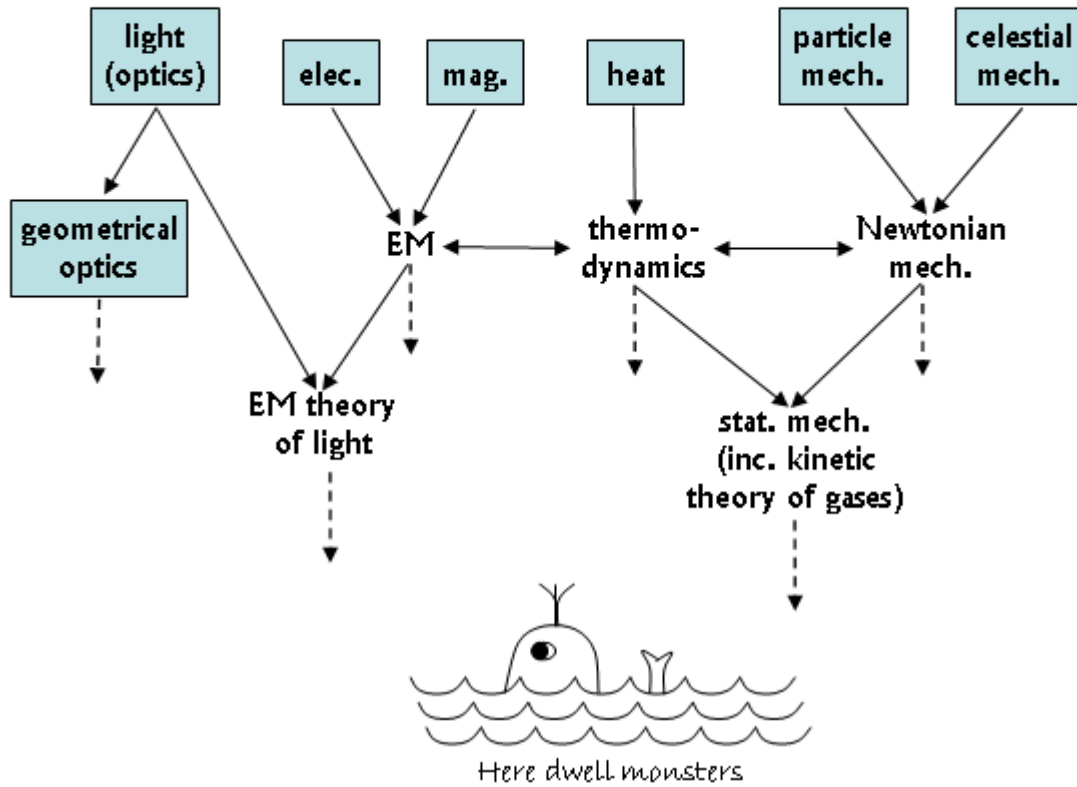 light
(optics)
elec.
mag.
heat
particle
mech.
celestial
mech.
geometrical
optics
EM
thermo-
dynamics
Newtonian
mech.
EM theory
of light
stat. mech.
(inc. kinetic
theory of gases)
Here dwell monsters